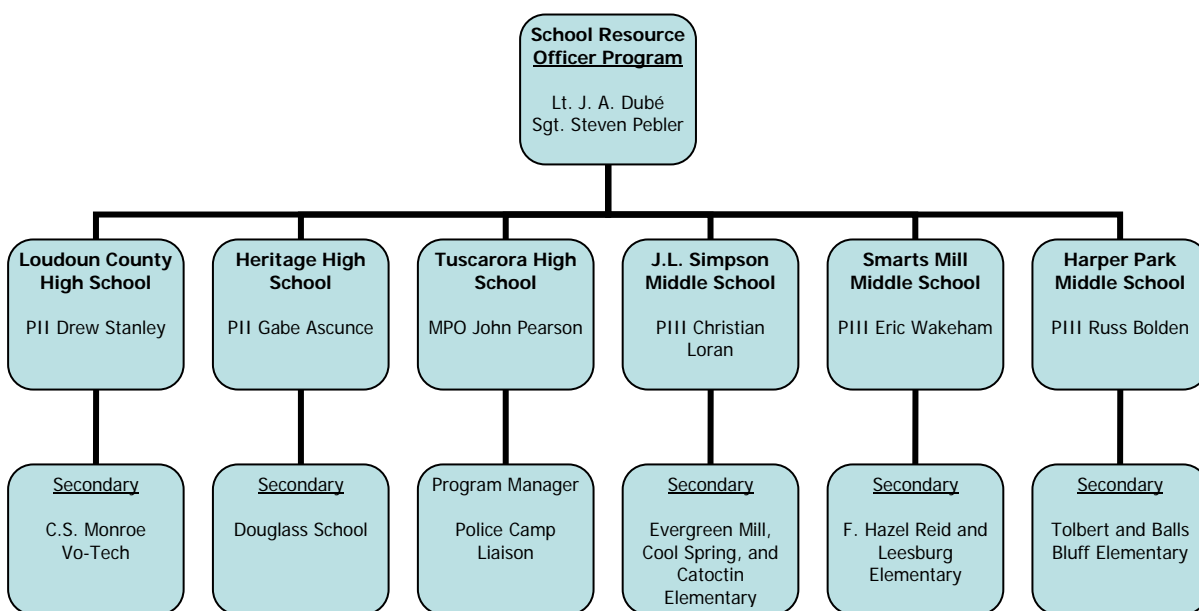 School Resource
Officer Program
Lt. J. A. Dubé
Sgt. Steven Pebler
Loudoun County
High School
PII Drew Stanley
Heritage High
School
PII Gabe Ascunce
Tuscarora High
School
MPO John Pearson
J.L. Simpson
Middle School
PIII Christian
Loran
Smarts Mill
Middle School
PIII Eric Wakeham
Harper Park
Middle School
PIII Russ Bolden
Secondary
C.S. Monroe
Vo-Tech
Secondary
Douglass School
Program Manager
Police Camp
Liaison
Secondary
Evergreen Mill,
Cool Spring, and
Catoctin
Elementary
Secondary
F. Hazel Reid and
Leesburg
Elementary
Secondary
Tolbert and Balls
Bluff Elementary